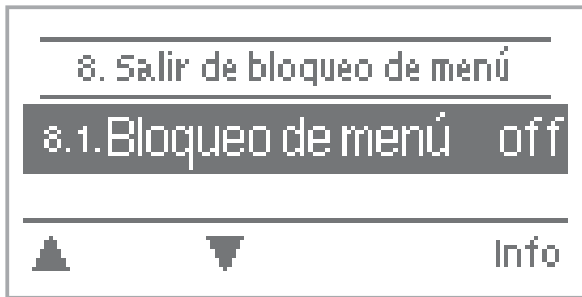 8. Salir de bloqueo de menú
8.1.Bloqueo de menú off
Info